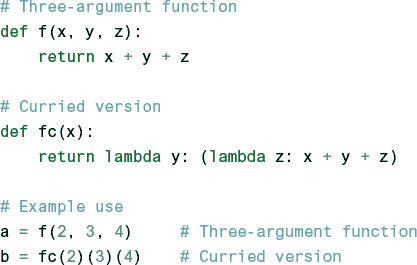 # Three-argument function
def f(x, y, z):
    return x + y + z

# Curried version
def fc(x):
    return lambda y: (lambda z: x + y + z)

# Example use
a = f(2, 3, 4)     # Three-argument function
b = fc(2)(3)(4)    # Curried version